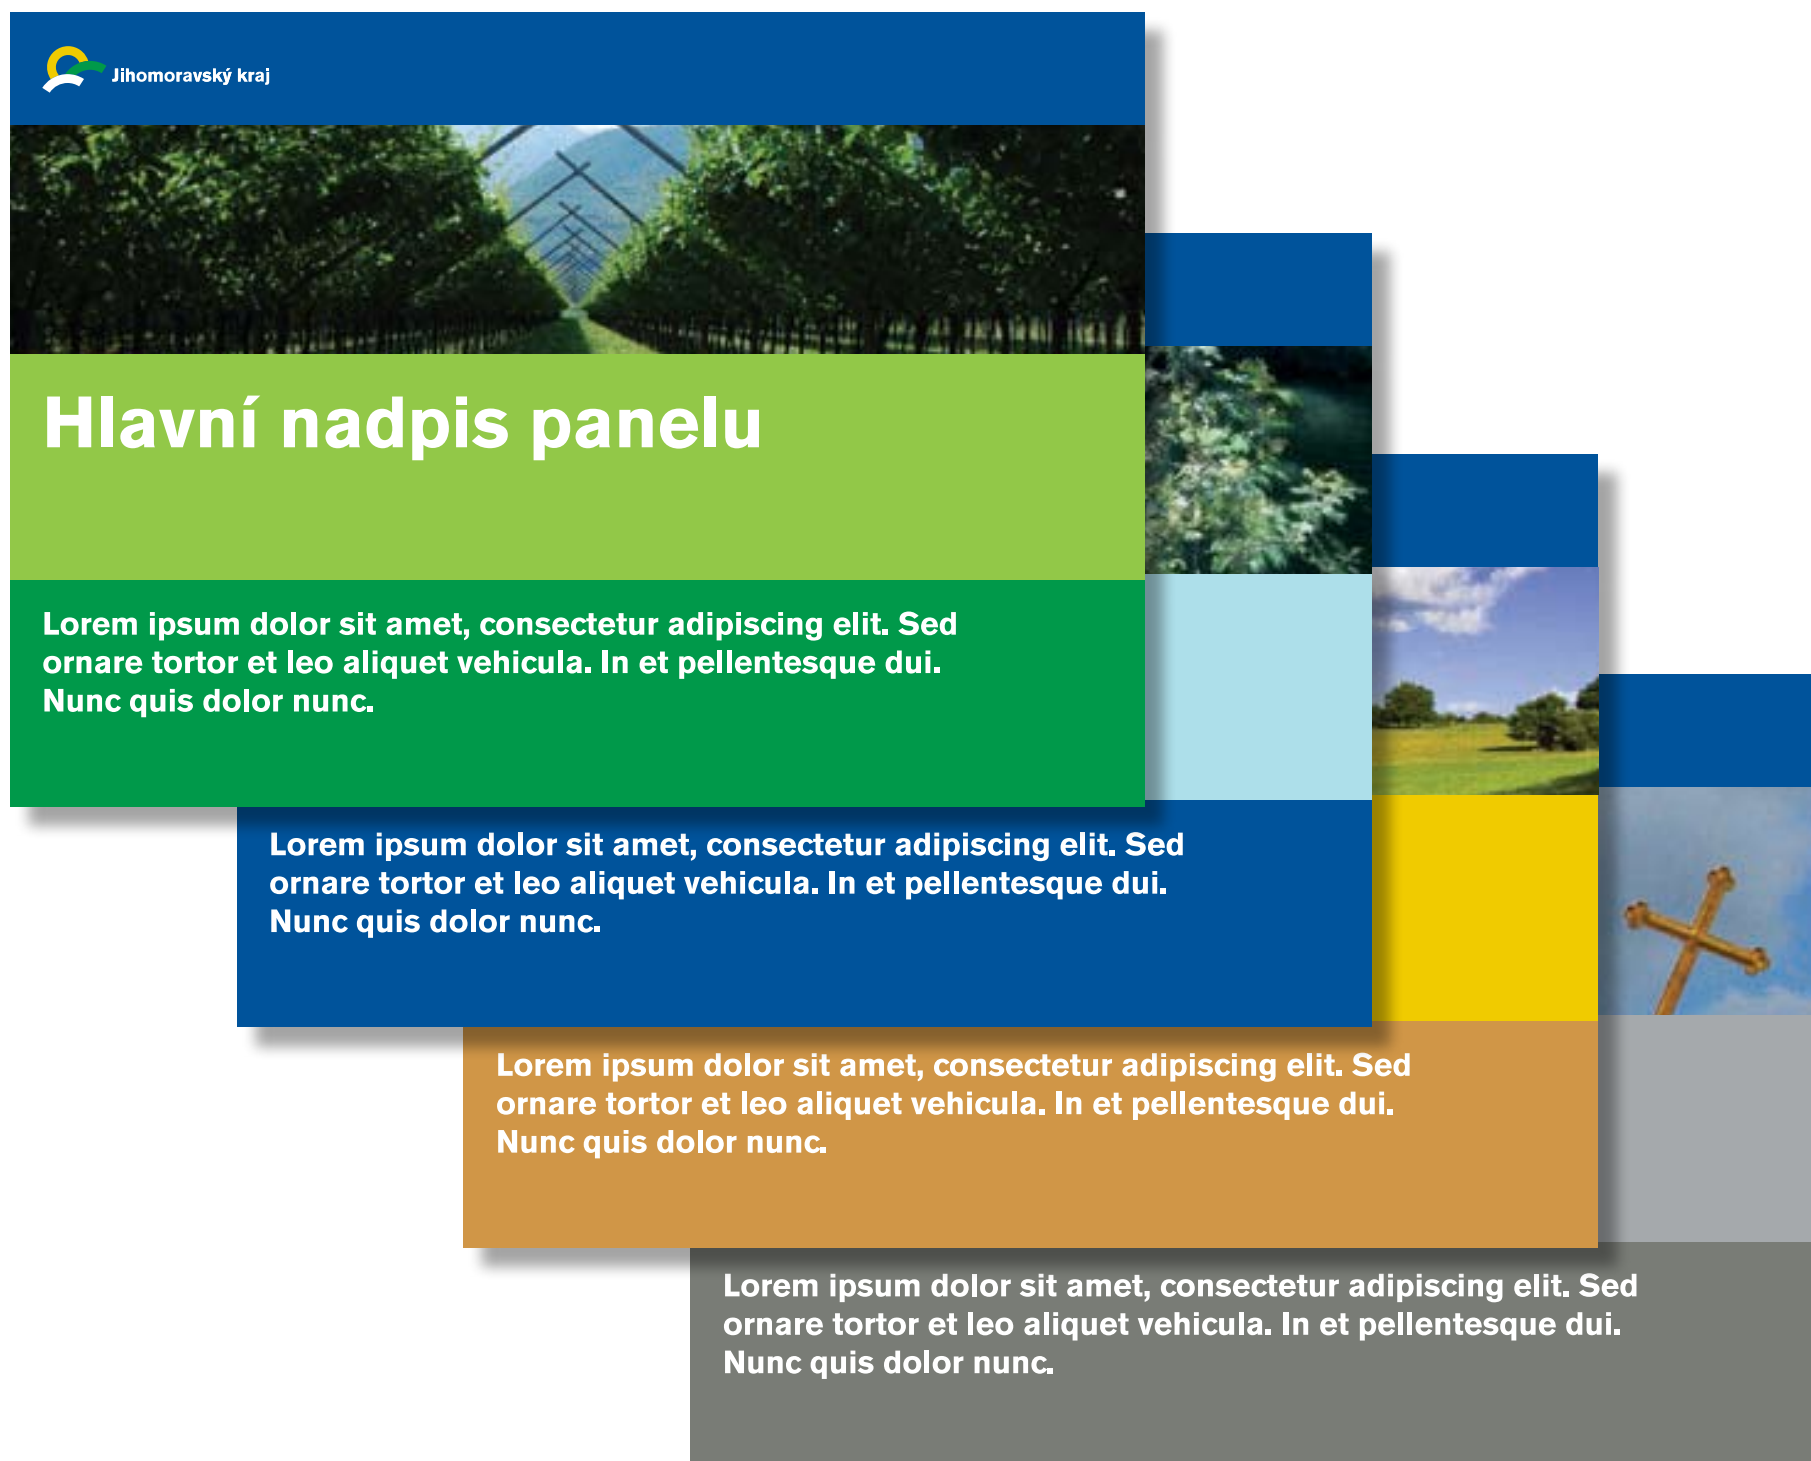 Jihomoravský kraj
Hlavní nadpis panelu
Lorem ipsum dolor sit amet, consectetur adipiscing elit. Sed
ornare tortor et leo aliquet vehicula. In et pellentesque dui.
Nunc quis dolor nunc.
Lorem ipsum dolor sit amet, consectetur adipiscing elit. Sed
ornare tortor et leo aliquet vehicula. In et pellentesque dui.
Nunc quis dolor nunc.
Lorem ipsum dolor sit amet, consectetur adipiscing elit. Sed
ornare tortor et leo aliquet vehicula. In et pellentesque dui.
Nunc quis dolor nunc.
Lorem ipsum dolor sit amet, consectetur adipiscing elit. Sed
ornare tortor et leo aliquet vehicula. In et pellentesque dui.
Nunc quis dolor nunc.